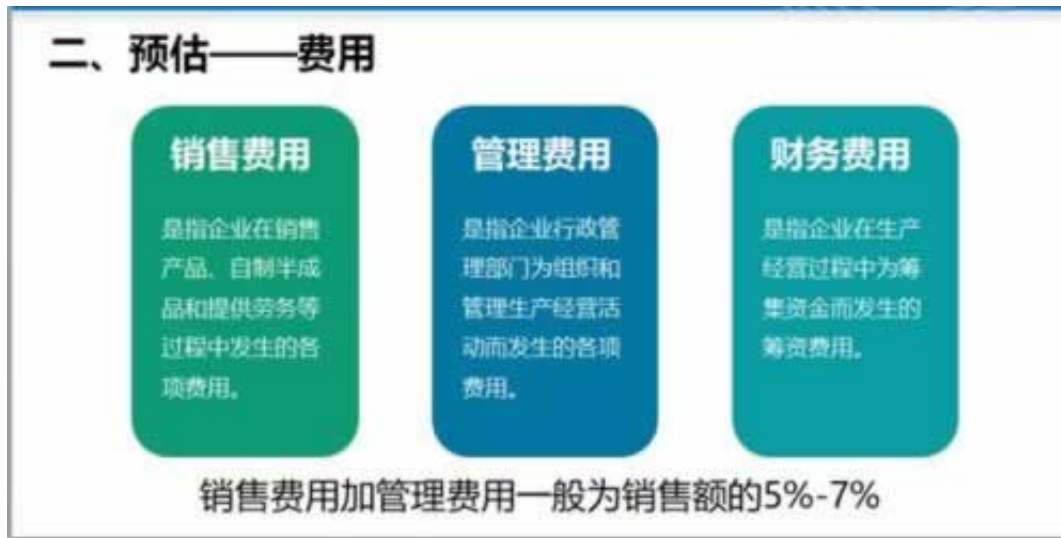 二、预估——费用
销售费用
是指企业在销售
产品、自制半成
品和提供劳务等
过程中发生的各
项费用。
管理费用
是指企业行政管
理部门为组织和
管理生产经营活
动而发生的各项
费用。
财务费用
是指企业在生产
经营过程中为筹
集资金而发生的
筹资费用。
销售费用加管理费用一般为销售额的5%-7%